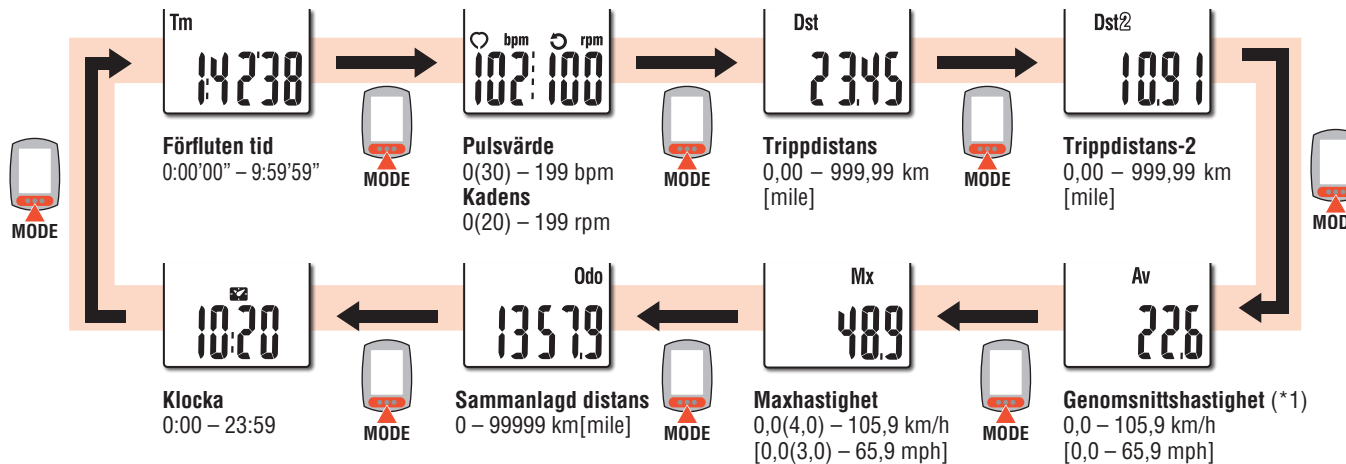 Tm
1:42'38
bpm rpm
102 100
Dst
23.45
Dst2
10.91
Förfluten tid
0:00'00” – 9:59'59”
MODE
Pulsvärde
0(30) – 199 bpm
Kadens
0(20) – 199 rpm
MODE
Trippdistans
0,00 – 999,99 km
[mile]
MODE
Trippdistans-2
0,00 – 999,99 km
[mile]
MODE
MODE
10:20
Odo
1357.9
Mx
48.9
Av
22.6
Klocka
0:00 – 23:59
MODE
Sammanlagd distans
0 – 99999 km[mile]
MODE
Maxhastighet
0,0(4,0) – 105,9 km/h
[0,0(3,0) – 65,9 mph]
MODE
Genomsnittshastighet (*1)
0,0 – 105,9 km/h
[0,0 – 65,9 mph]